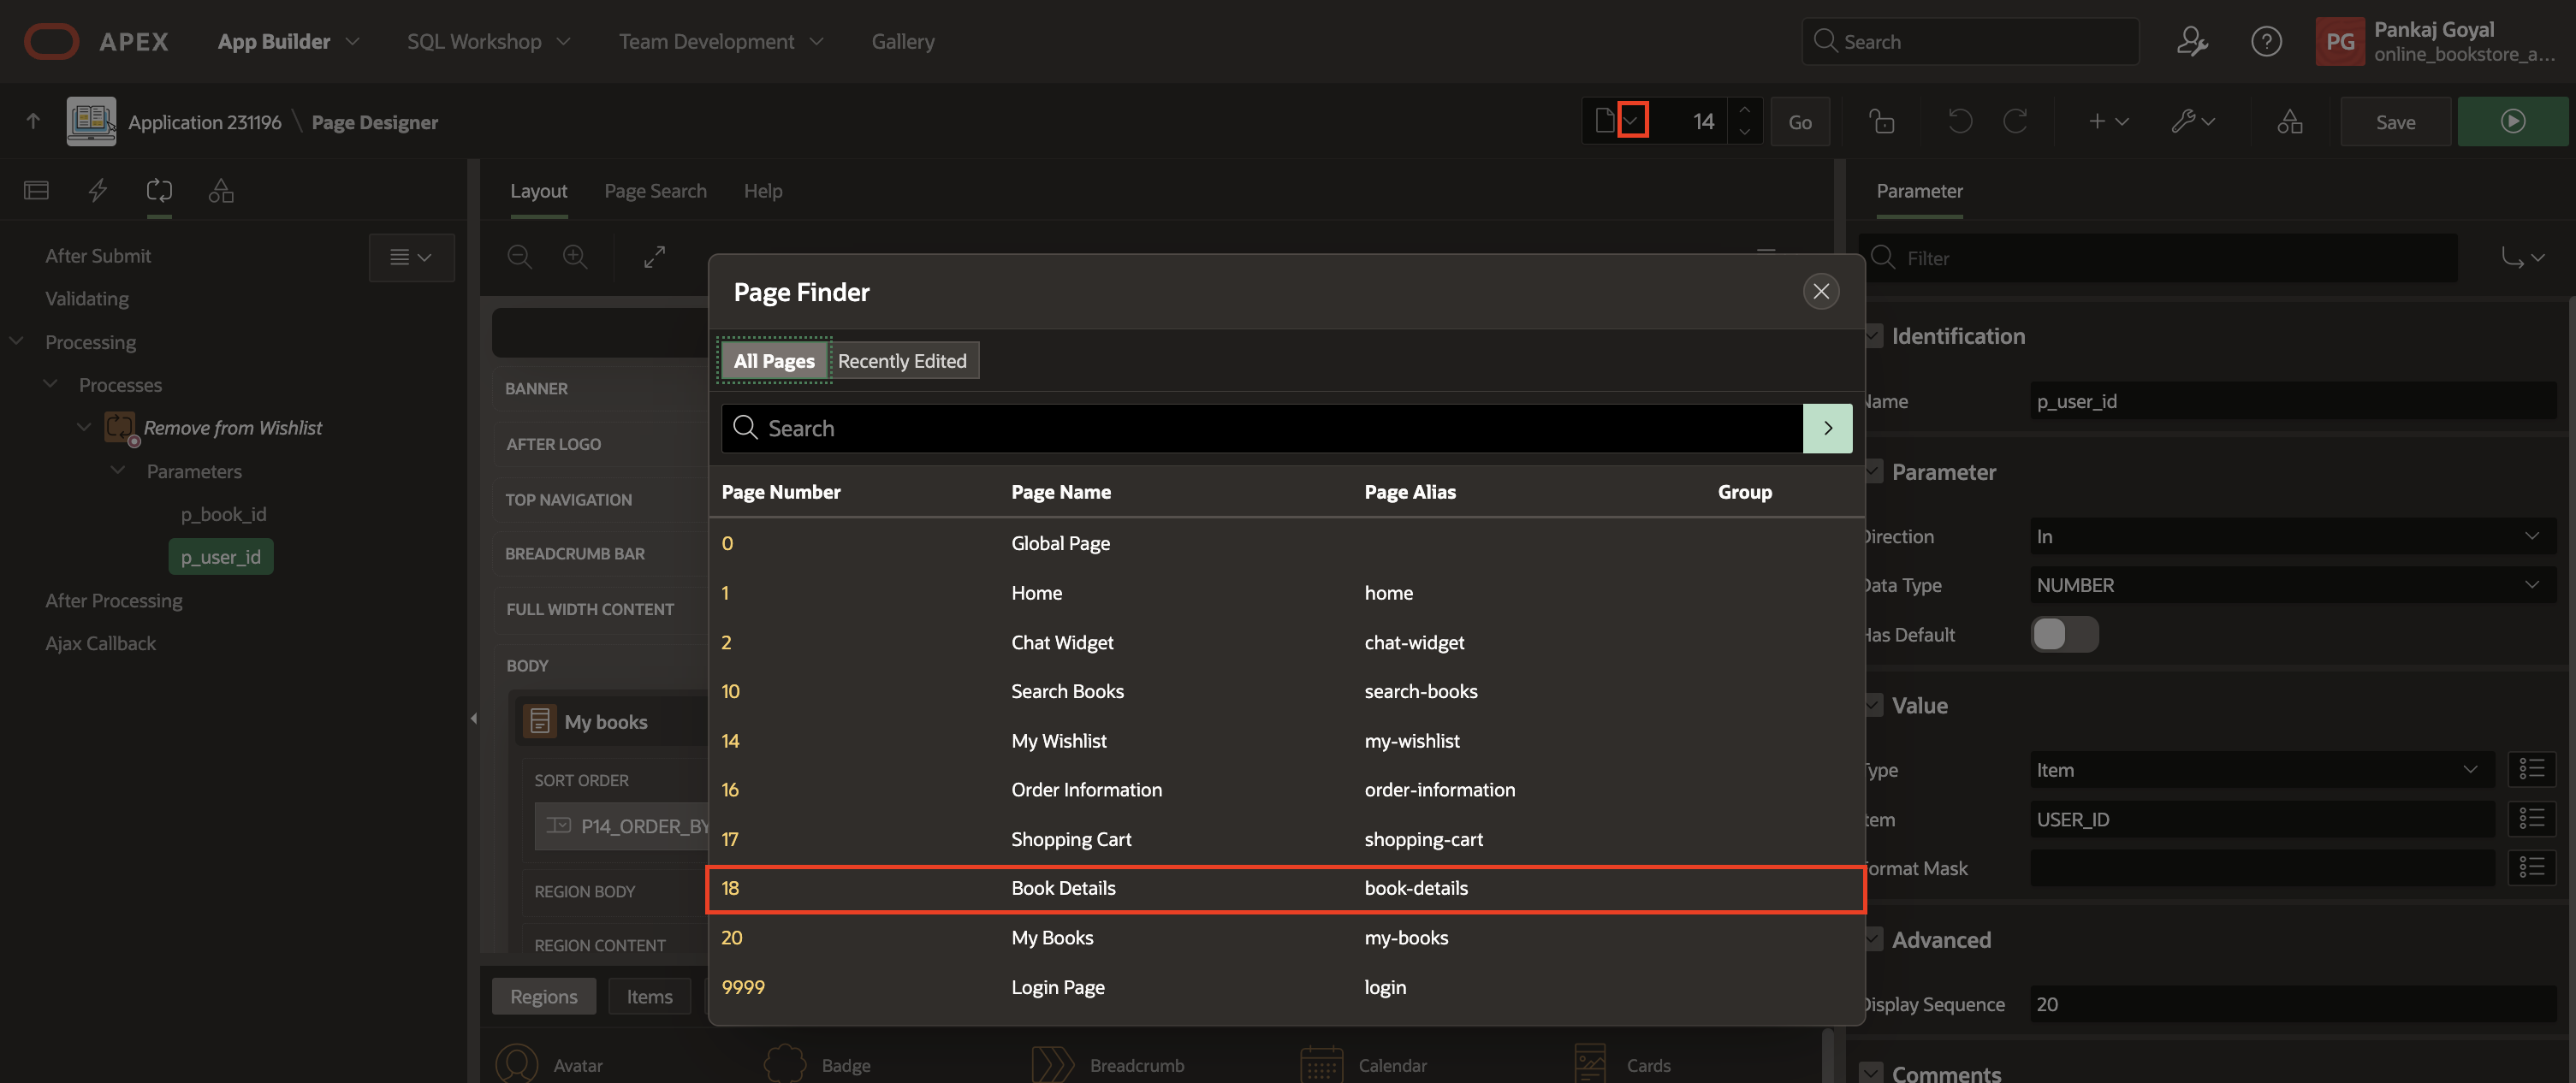 APEX App Builder SQL Workshop Team Development Gallery Search PG Pankaj Goyal
online_bookstore_a...
Application 231196 \ Page Designer 14 Go Save
Layout Page Search Help Parameter
After Submit
Validating
Processing
Processes
Remove from Wishlist
Parameters
p_book_id
p_user_id
After Processing
Ajax Callback
BANNER
AFTER LOGO
TOP NAVIGATION
BREADCRUMB BAR
FULL WIDTH CONTENT
BODY
My books
SORT ORDER
P14_ORDER_BY
REGION BODY
REGION CONTENT
Regions Items
Avatar Badge Breadcrumb Calendar Cards
Page Finder
All Pages Recently Edited
Search
Page Number Page Name Page Alias Group
0 Global Page
1 Home home
2 Chat Widget chat-widget
10 Search Books search-books
14 My Wishlist my-wishlist
16 Order Information order-information
17 Shopping Cart shopping-cart
18 Book Details book-details
20 My Books my-books
9999 Login Page login
Filter
Identification
Name p_user_id
Parameter
Direction In
Data Type NUMBER
Has Default
Value
Type Item
Item USER_ID
Format Mask
Advanced
Display Sequence 20
Comments